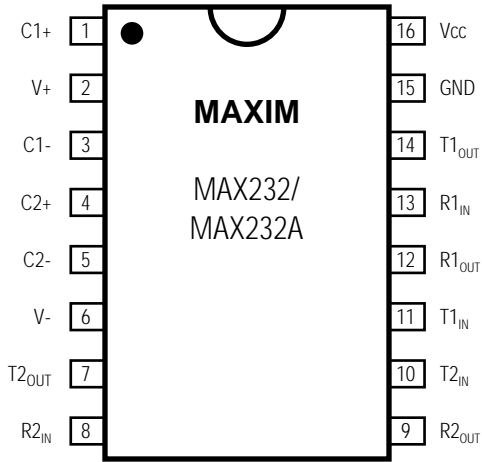 C1+ 1 16 Vcc
V+ 2 15 GND
MAXIM
C1- 3 14 T1OUT
MAX232/
C2+ 4 13 R1IN
MAX232A
C2- 5 12 R1OUT
V- 6 11 T1IN
T2OUT 7 10 T2IN
R2IN 8 9 R2OUT